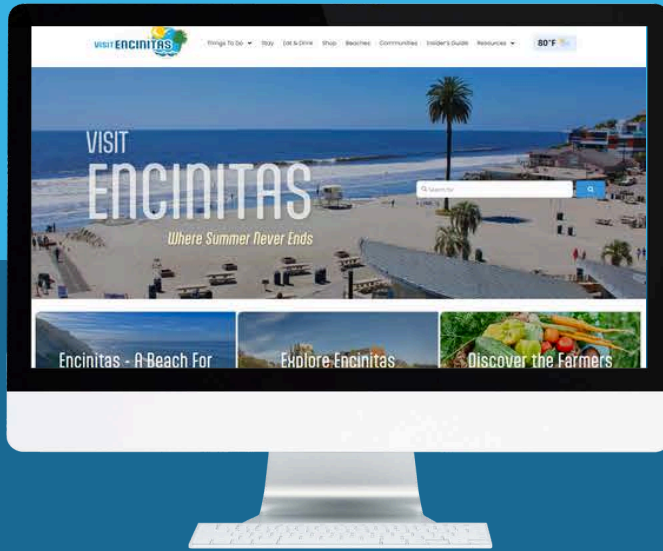 VISIT ENCINITAS
Things To Do Stay Eat & Drink Shop Beaches Communities Insider's Guide Resources 80°F
VISIT
ENCINITAS
Where Summer Never Ends
Search for
Encinitas - A Beach For
Explore Encinitas
Discover the Farmers